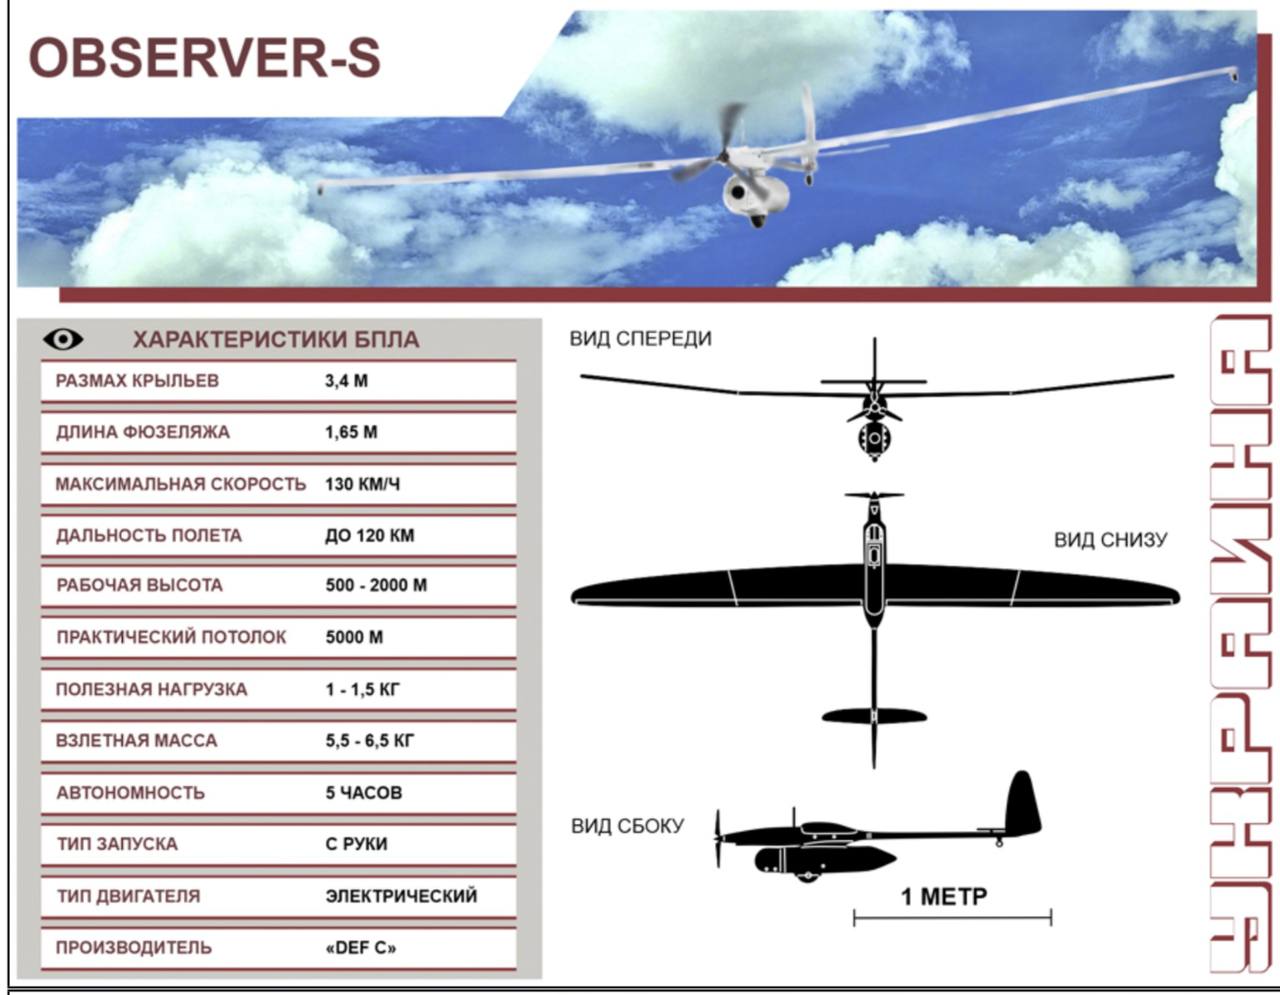 OBSERVER-S
ХАРАКТЕРИСТИКИ БПЛА
РАЗМАХ КРЫЛЬЕВ 3,4 М
ДЛИНА ФЮЗЕЛЯЖА 1,65 М
МАКСИМАЛЬНАЯ СКОРОСТЬ 130 КМ/Ч
ДАЛЬНОСТЬ ПОЛЕТА ДО 120 КМ
РАБОЧАЯ ВЫСОТА 500 - 2000 М
ПРАКТИЧЕСКИЙ ПОТОЛОК 5000 М
ПОЛЕЗНАЯ НАГРУЗКА 1 - 1,5 КГ
ВЗЛЕТНАЯ МАССА 5,5 - 6,5 КГ
АВТОНОМНОСТЬ 5 ЧАСОВ
ТИП ЗАПУСКА С РУКИ
ТИП ДВИГАТЕЛЯ ЭЛЕКТРИЧЕСКИЙ
ПРОИЗВОДИТЕЛЬ «DEF C»
ВИД СПЕРЕДИ
ВИД СНИЗУ
ВИД СБОКУ
1 МЕТР
УКРАИНА